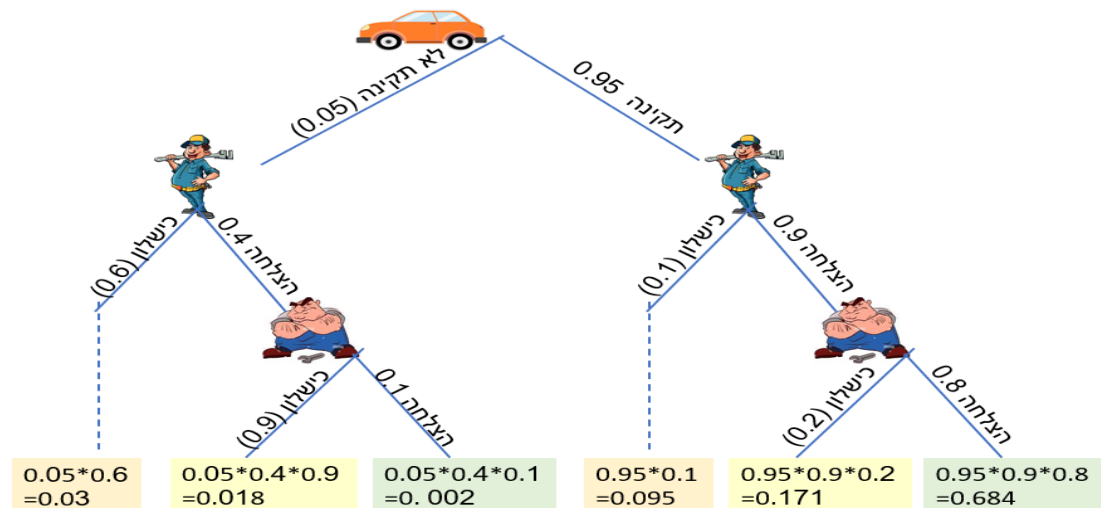 לא תקינה (0.05)
0.95 תקינה
כישלון (0.6)
0.4 הצלחה
כישלון (0.1)
0.9 הצלחה
כישלון (0.9)
0.1 הצלחה
כישלון (0.2)
0.8 הצלחה
0.05*0.6
=0.03
0.05*0.4*0.9
=0.018
0.05*0.4*0.1
=0. 002
0.95*0.1
=0.095
0.95*0.9*0.2
=0.171
0.95*0.9*0.8
=0.684